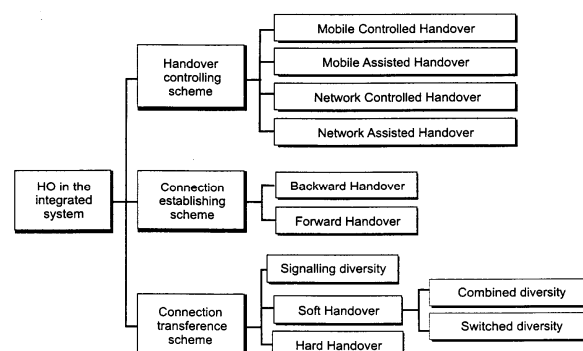 Mobile Controlled Handover
Mobile Assisted Handover
Network Controlled Handover
Network Assisted Handover
Handover
controlling
scheme
HO in the
integrated
system
Connection
establishing
scheme
Backward Handover
Forward Handover
Connection
transference
scheme
Signalling diversity
Soft Handover
Hard Handover
Combined diversity
Switched diversity